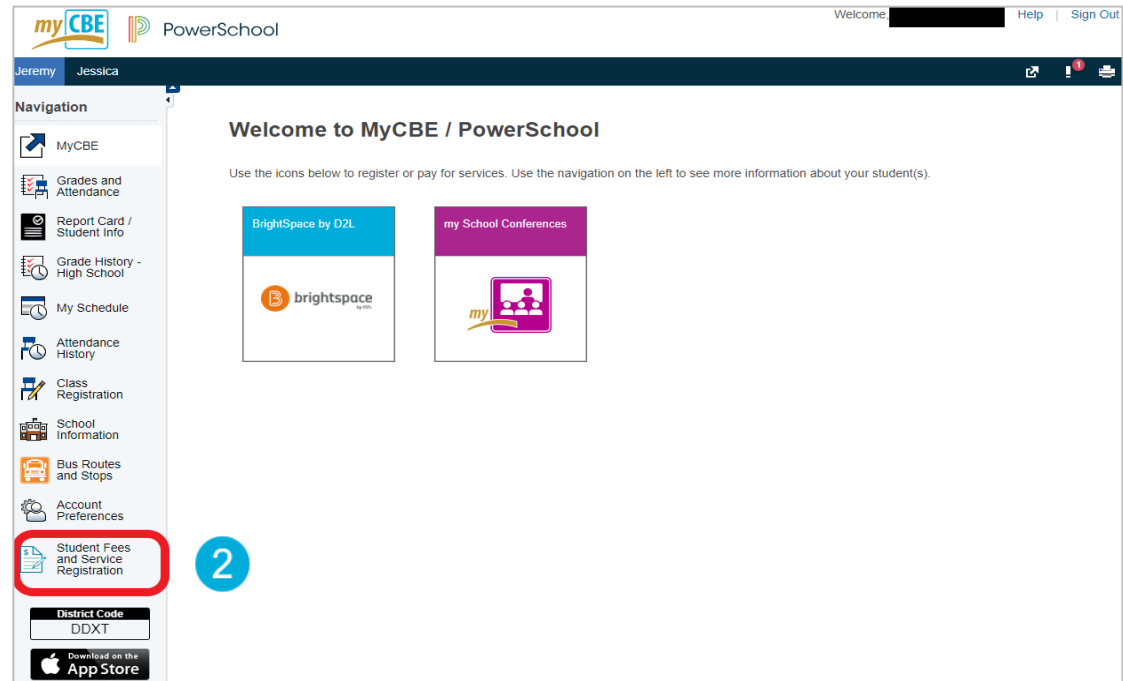 my CBE PowerSchool
Welcome,
Help | Sign Out
Jeremy Jessica
1
Navigation
MyCBE
Grades and
Attendance
Report Card /
Student Info
Grade History -
High School
My Schedule
Attendance
History
Class
Registration
School
Information
Bus Routes
and Stops
Account
Preferences
$
Student Fees
and Service
Registration
2
District Code
DDXT
Download on the
App Store
Welcome to MyCBE / PowerSchool
Use the icons below to register or pay for services. Use the navigation on the left to see more information about your student(s).
BrightSpace by D2L
B brightspace
by D2L
my School Conferences
my